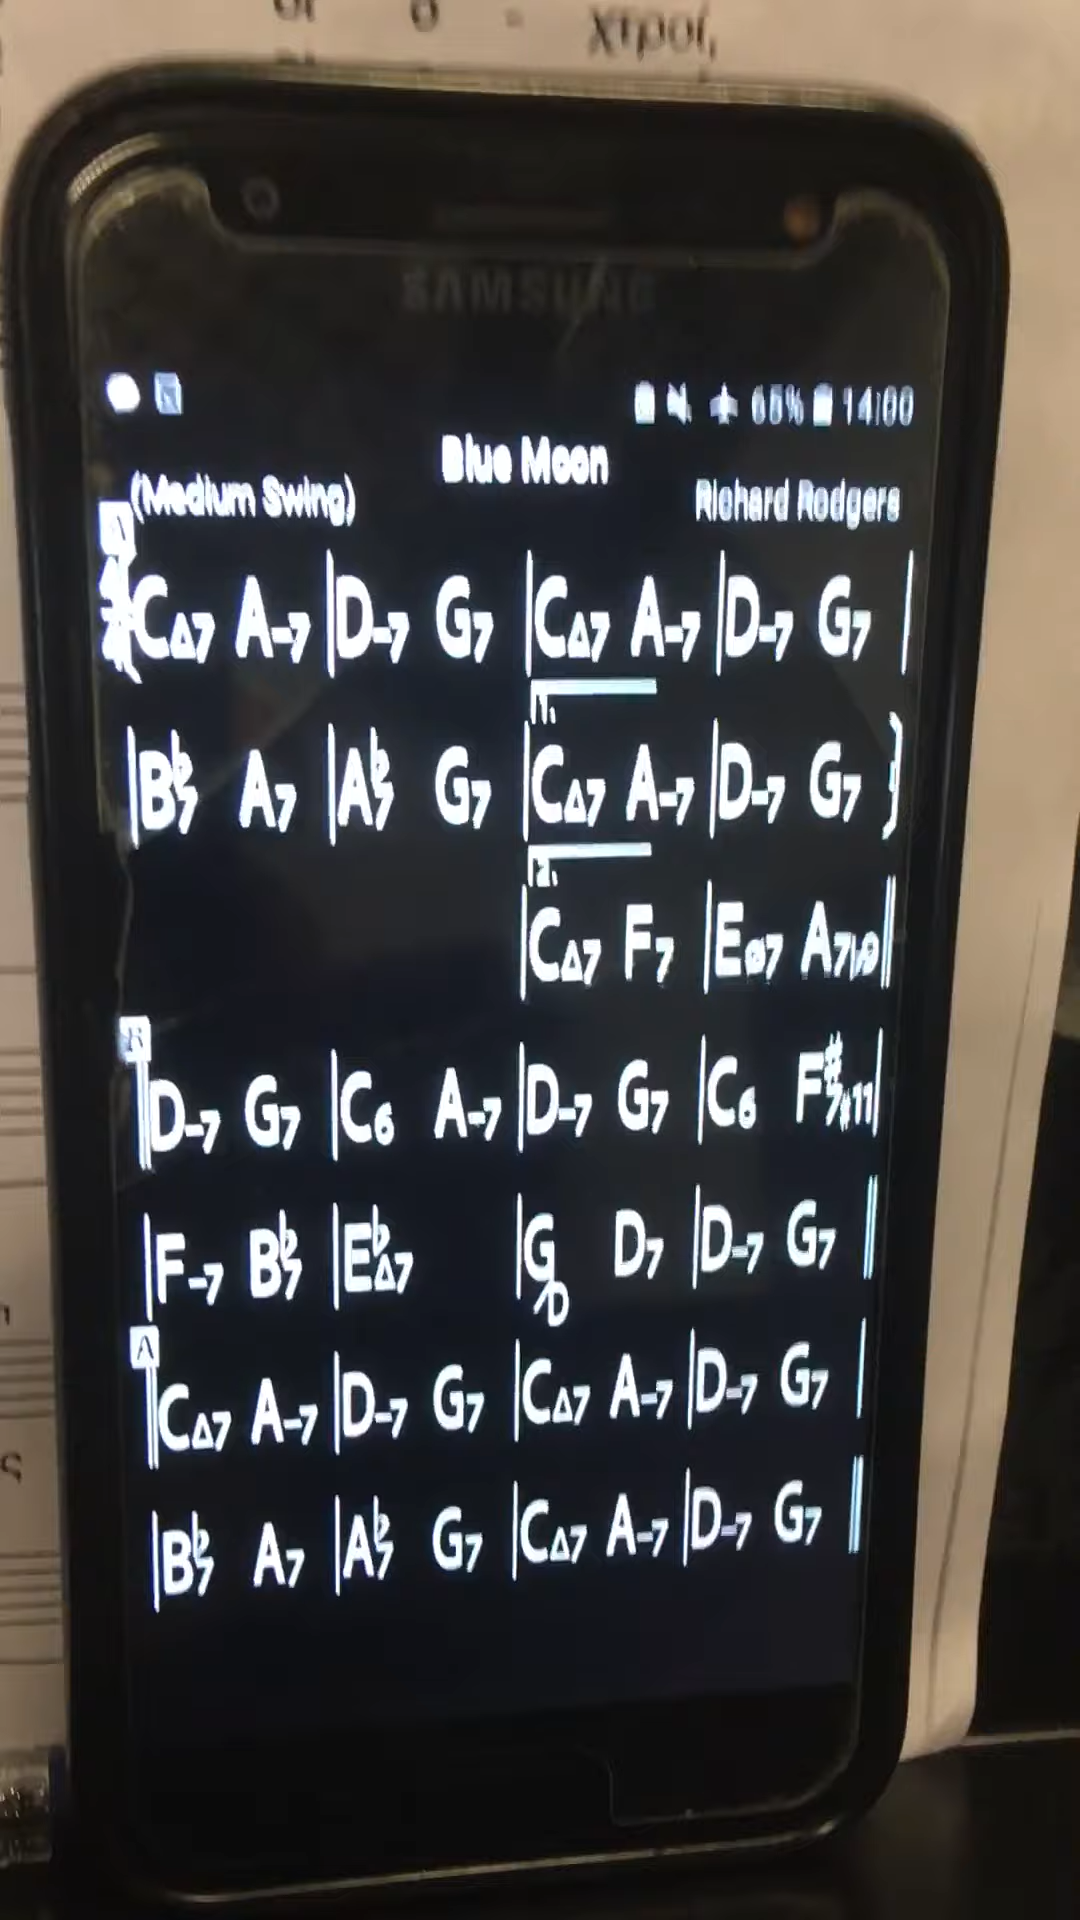 χτροί,
SAMSUNG
65% 14:00
Blue Moon
(Medium Swing) Richard Rodgers
A
4/4 CΔ7 A-7 | D-7 G7 | CΔ7 A-7 | D-7 G7 |
1.
| B♭7 A7 | A♭7 G7 | CΔ7 A-7 | D-7 G7 }
2.
| CΔ7 F7 | Eø7 A7♭9 ||
B
|| D-7 G7 | C6 A-7 | D-7 G7 | C6 F#7#11 |
| F-7 B♭7 | E♭Δ7 | G/D D7 | D-7 G7 ||
A
|| CΔ7 A-7 | D-7 G7 | CΔ7 A-7 | D-7 G7 |
| B♭7 A7 | A♭7 G7 | CΔ7 A-7 | D-7 G7 ||